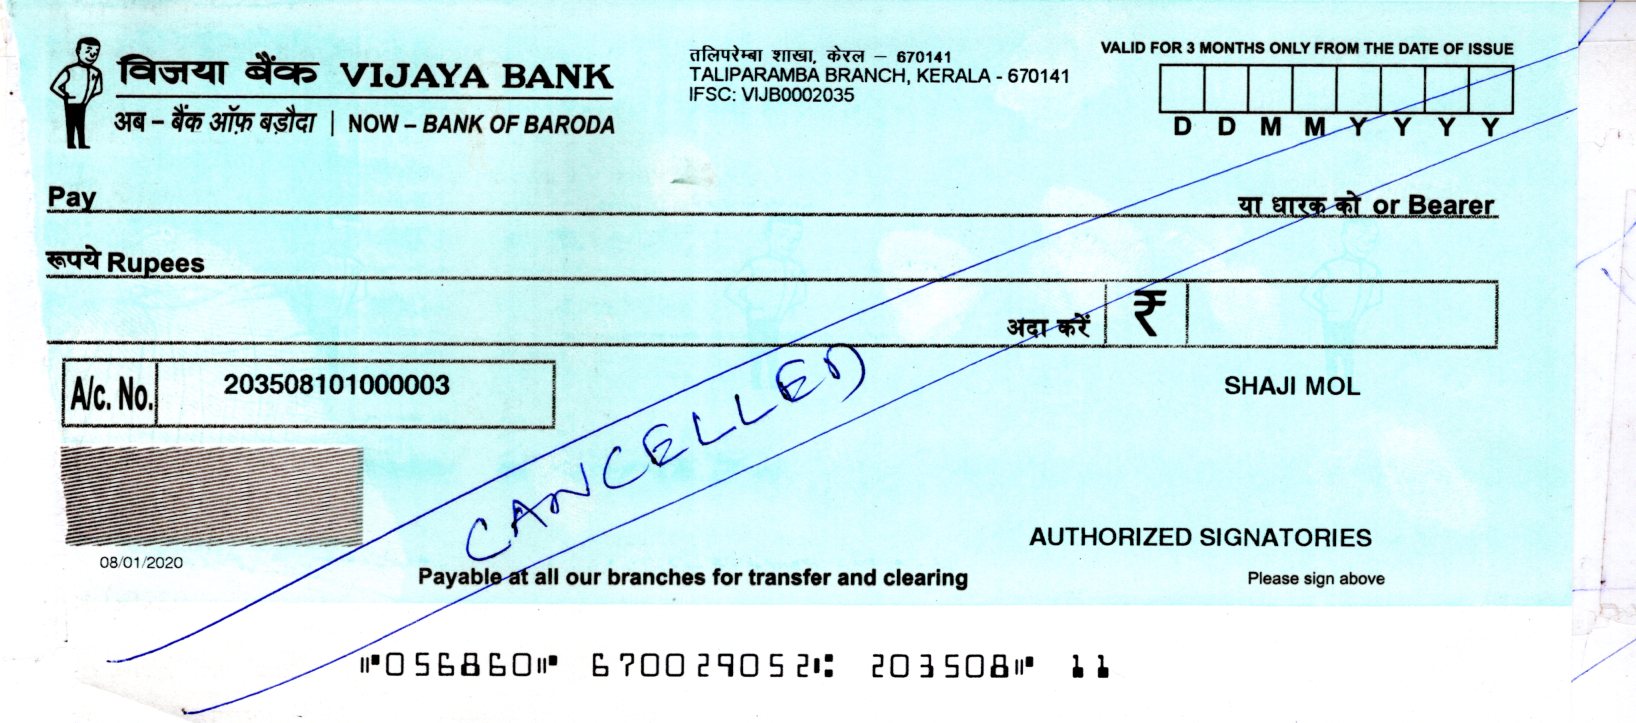 विजया बैंक VIJAYA BANK
अब – बैंक ऑफ़ बड़ौदा | NOW – BANK OF BARODA
तलिपरेम्बा शाखा, केरल – 670141
TALIPARAMBA BRANCH, KERALA - 670141
IFSC: VIJB0002035
VALID FOR 3 MONTHS ONLY FROM THE DATE OF ISSUE
D D M M Y Y Y Y
Pay या धारक को or Bearer
रूपये Rupees
अदा करें ₹
A/c. No. 203508101000003
SHAJI MOL
CANCELLED
AUTHORIZED SIGNATORIES
08/01/2020
Payable at all our branches for transfer and clearing
Please sign above
⑈056860⑈ 670029052⑆ 203508⑈ 11